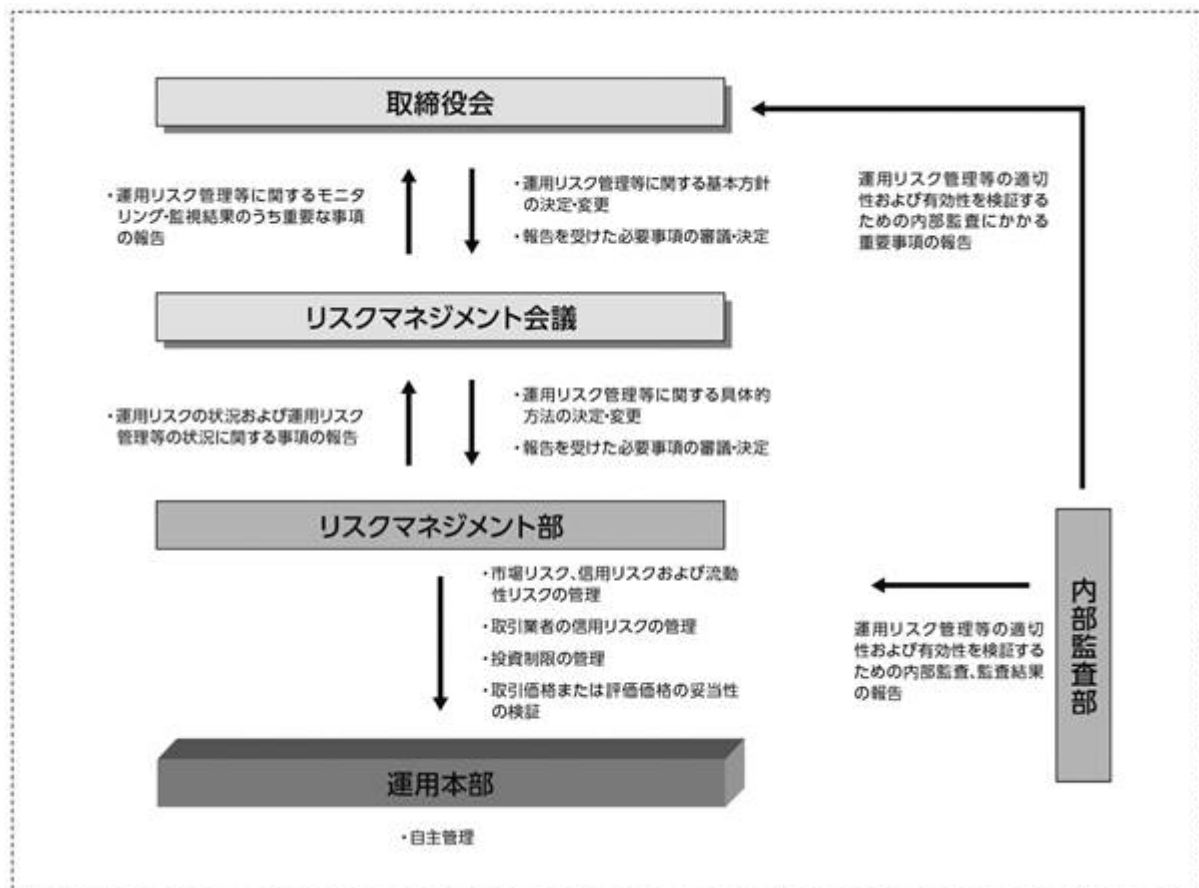 取締役会
・運用リスク管理等に関するモニタ
リング・監視結果のうち重要な事項
の報告
・運用リスク管理等に関する基本方針
の決定・変更
・報告を受けた必要事項の審議・決定
運用リスク管理等の適切
性および有効性を検証する
ための内部監査にかかる
重要事項の報告
リスクマネジメント会議
・運用リスクの状況および運用リスク
管理等の状況に関する事項の報告
・運用リスク管理等に関する具体的
方法の決定・変更
・報告を受けた必要事項の審議・決定
リスクマネジメント部
・市場リスク、信用リスクおよび流動
性リスクの管理
・取引業者の信用リスクの管理
・投資制限の管理
・取引価格または評価価格の妥当性
の検証
運用リスク管理等の適切
性および有効性を検証する
ための内部監査、監査結果
の報告
内部監査部
運用本部
・自主管理